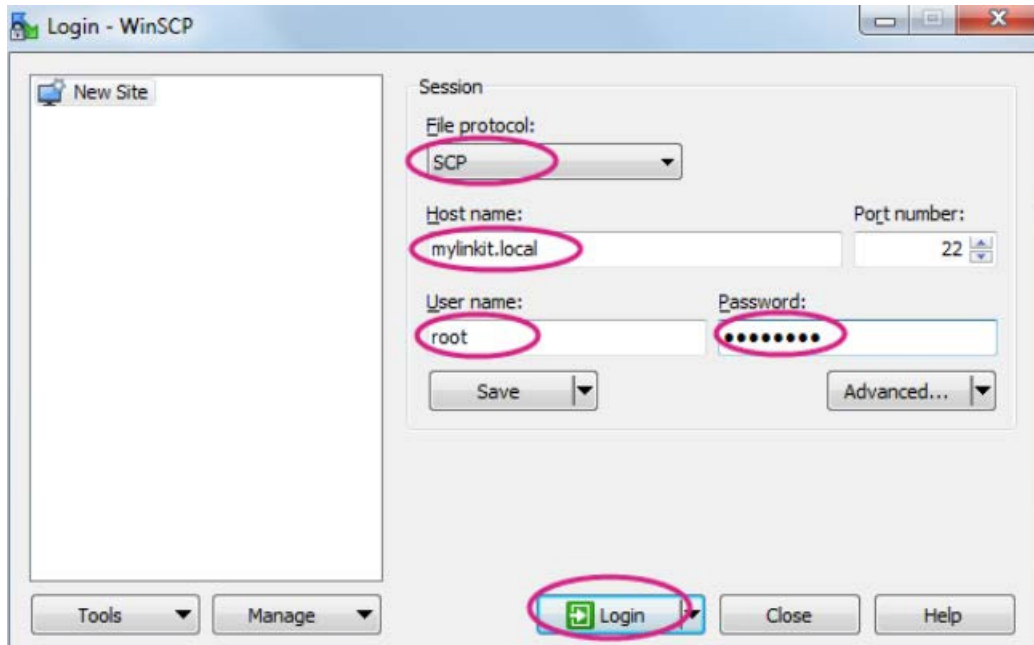 Login - WinSCP
New Site
Session
File protocol:
SCP
Host name:
Port number:
mylinkit.local
22
User name:
Password:
root
••••••••
Save
Advanced...
Tools
Manage
Login
Close
Help